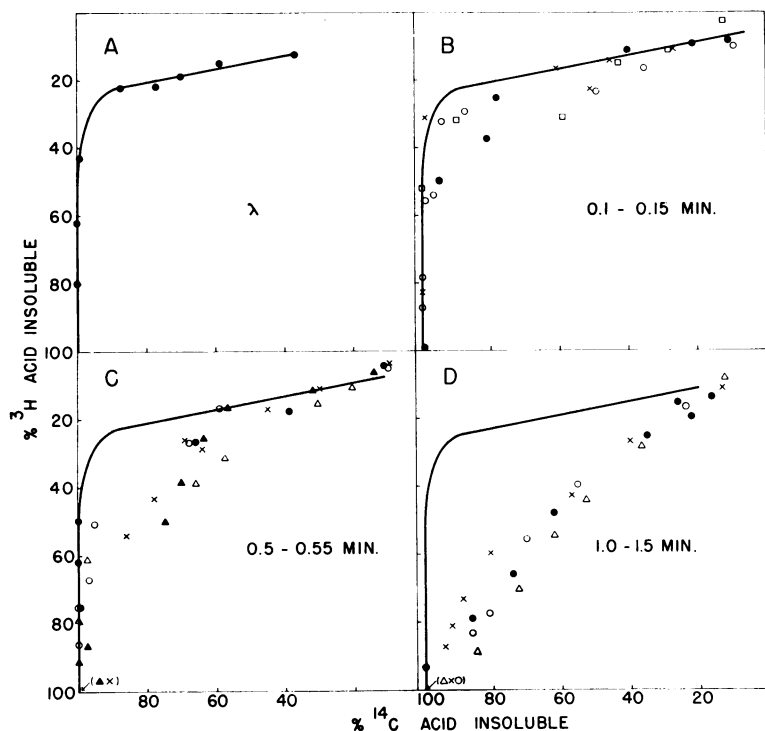 A
B
20
40
60
80
100
λ
0.1 - 0.15 MIN.
C
D
20
40
60
80
100
0.5 - 0.55 MIN.
1.0 - 1.5 MIN.
(▲ ×)
(△×O)
80 60 40 20
100 80 60 40 20
% ³H ACID INSOLUBLE
% ¹⁴C ACID INSOLUBLE